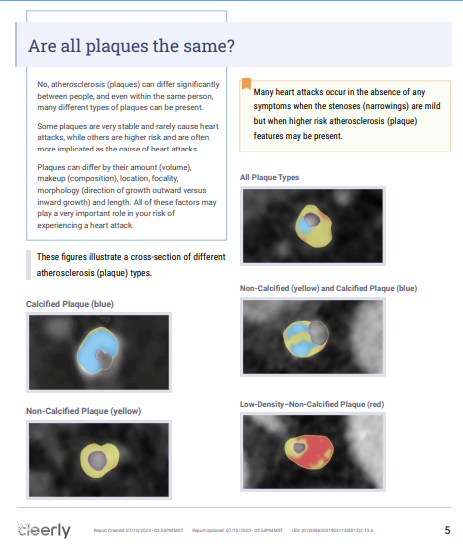 Are all plaques the same?
No, atherosclerosis (plaques) can differ significantly
between people, and even within the same person,
many different types of plaques can be present.
Some plaques are very stable and rarely cause heart
attacks, while others are higher risk and are often
more implicated as the cause of heart attacks.
Plaques can differ by their amount (volume),
makeup (composition), location, focality,
morphology (direction of growth outward versus
inward growth) and length. All of these factors may
play a very important role in your risk of
experiencing a heart attack.
Many heart attacks occur in the absence of any
symptoms when the stenoses (narrowings) are mild
but when higher risk atherosclerosis (plaque)
features may be present.
These figures illustrate a cross-section of different
atherosclerosis (plaque) types.
Calcified Plaque (blue)
Non-Calcified Plaque (yellow)
All Plaque Types
Non-Calcified (yellow) and Calcified Plaque (blue)
Low-Density–Non-Calcified Plaque (red)
cleerly
Report Created: 07/10/2023 - 03:54PM MST
Report Updated: 07/10/2023 - 03:54PM MST
5